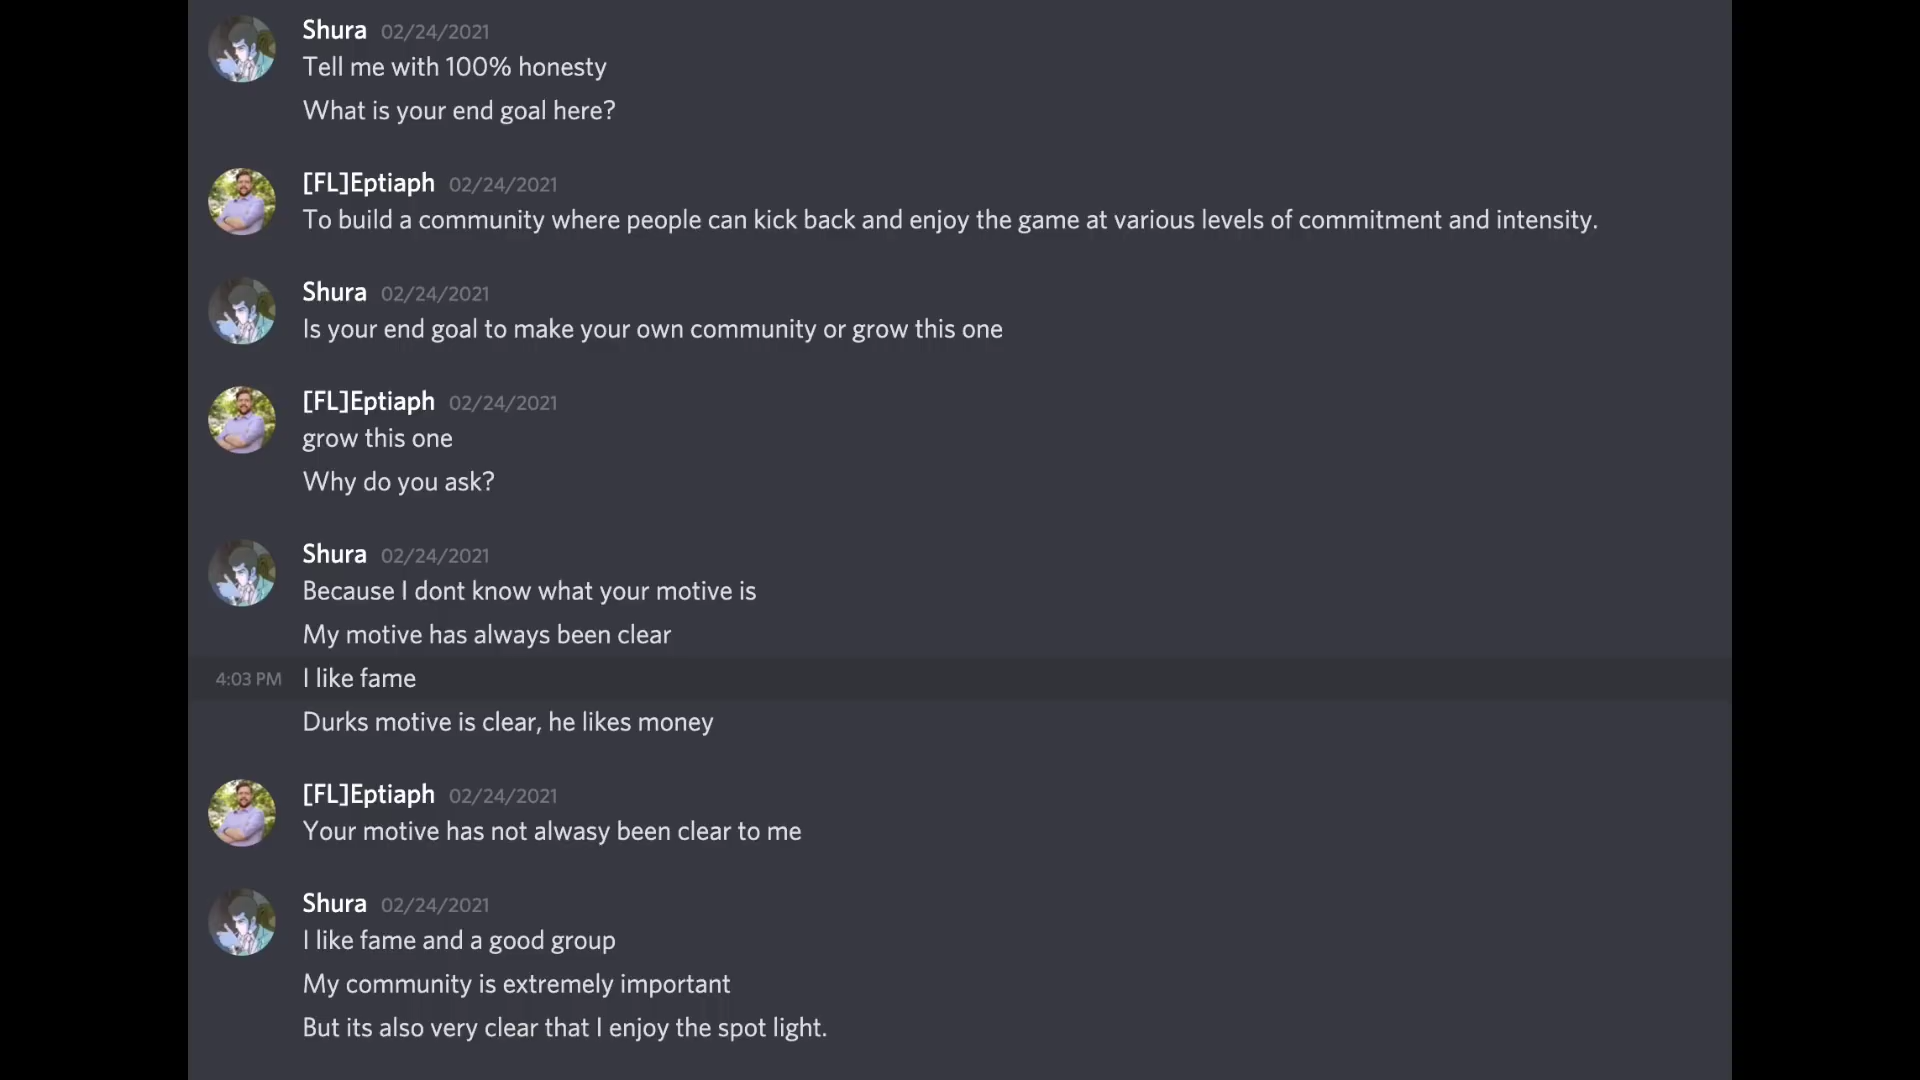 Shura 02/24/2021
Tell me with 100% honesty
What is your end goal here?
[FL]Eptiaph 02/24/2021
To build a community where people can kick back and enjoy the game at various levels of commitment and intensity.
Shura 02/24/2021
Is your end goal to make your own community or grow this one
[FL]Eptiaph 02/24/2021
grow this one
Why do you ask?
Shura 02/24/2021
Because I dont know what your motive is
My motive has always been clear
4:03 PM I like fame
Durks motive is clear, he likes money
[FL]Eptiaph 02/24/2021
Your motive has not alwasy been clear to me
Shura 02/24/2021
I like fame and a good group
My community is extremely important
But its also very clear that I enjoy the spot light.